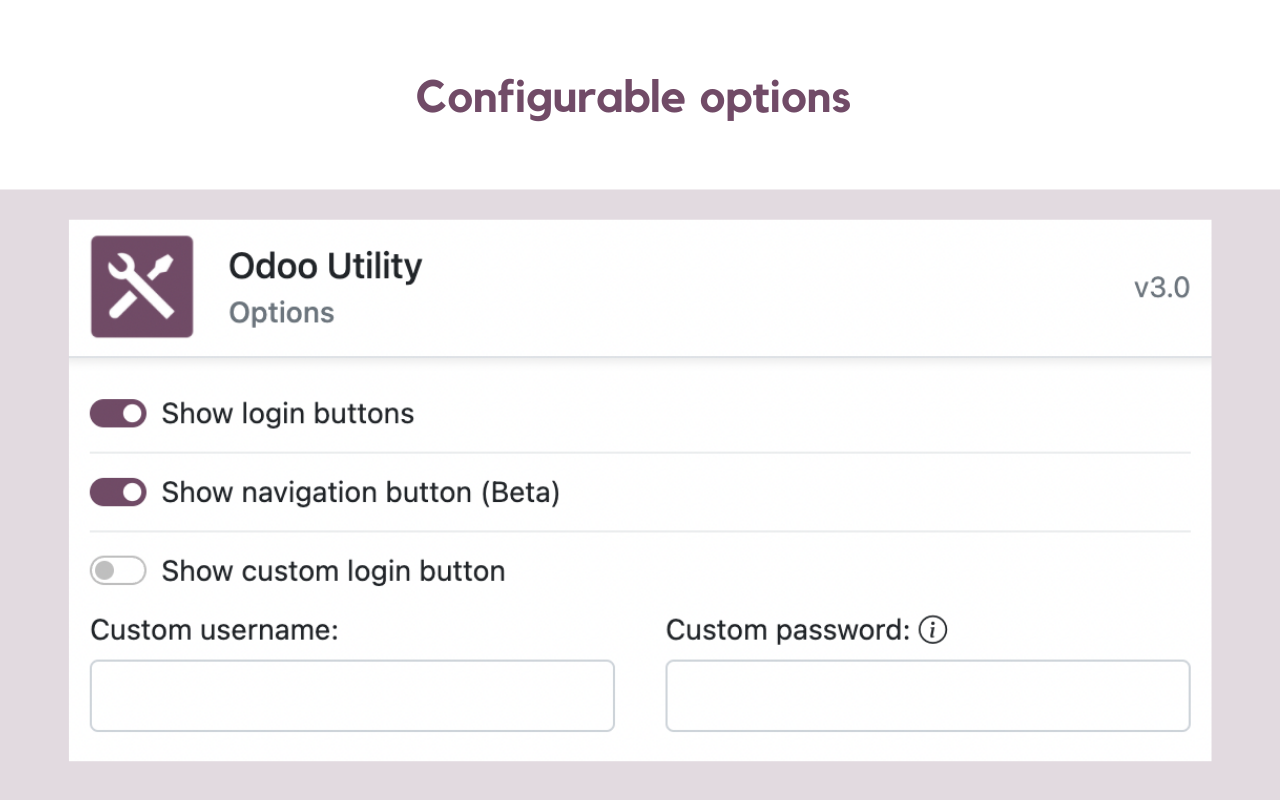 Configurable options
Odoo Utility
Options
v3.0
Show login buttons
Show navigation button (Beta)
Show custom login button
Custom username:
Custom password: